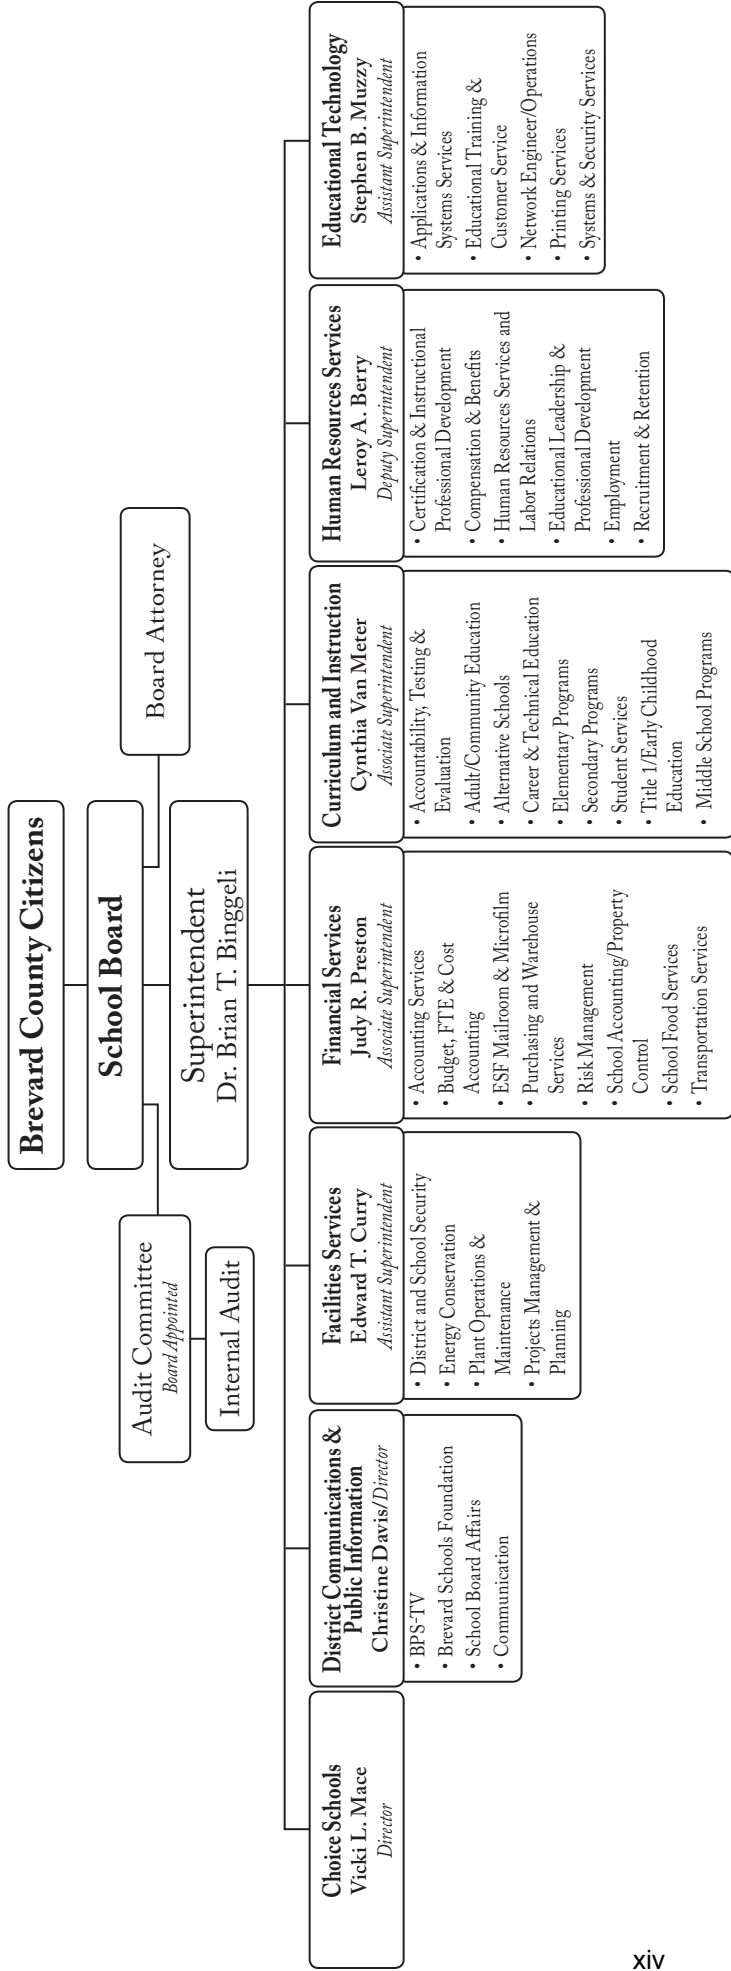 Brevard County Citizens
School Board
Audit Committee
Board Appointed
Internal Audit
Superintendent
Dr. Brian T. Binggeli
Board Attorney
Choice Schools
Vicki L. Mace
Director
District Communications &
Public Information
Christine Davis/Director
• BPS-TV
• Brevard Schools Foundation
• School Board Affairs
• Communication
Facilities Services
Edward T. Curry
Assistant Superintendent
• District and School Security
• Energy Conservation
• Plant Operations &
Maintenance
• Projects Management &
Planning
Financial Services
Judy R. Preston
Associate Superintendent
• Accounting Services
• Budget, FTE & Cost
Accounting
• ESF Mailroom & Microfilm
• Purchasing and Warehouse
Services
• Risk Management
• School Accounting/Property
Control
• School Food Services
• Transportation Services
Curriculum and Instruction
Cynthia Van Meter
Associate Superintendent
• Accountability, Testing &
Evaluation
• Adult/Community Education
• Alternative Schools
• Career & Technical Education
• Elementary Programs
• Secondary Programs
• Student Services
• Title 1/Early Childhood
Education
• Middle School Programs
Human Resources Services
Leroy A. Berry
Deputy Superintendent
• Certification & Instructional
Professional Development
• Compensation & Benefits
• Human Resources Services and
Labor Relations
• Educational Leadership &
Professional Development
• Employment
• Recruitment & Retention
Educational Technology
Stephen B. Muzzy
Assistant Superintendent
• Applications & Information
Systems Services
• Educational Training &
Customer Service
• Network Engineer/Operations
• Printing Services
• Systems & Security Services
xiv